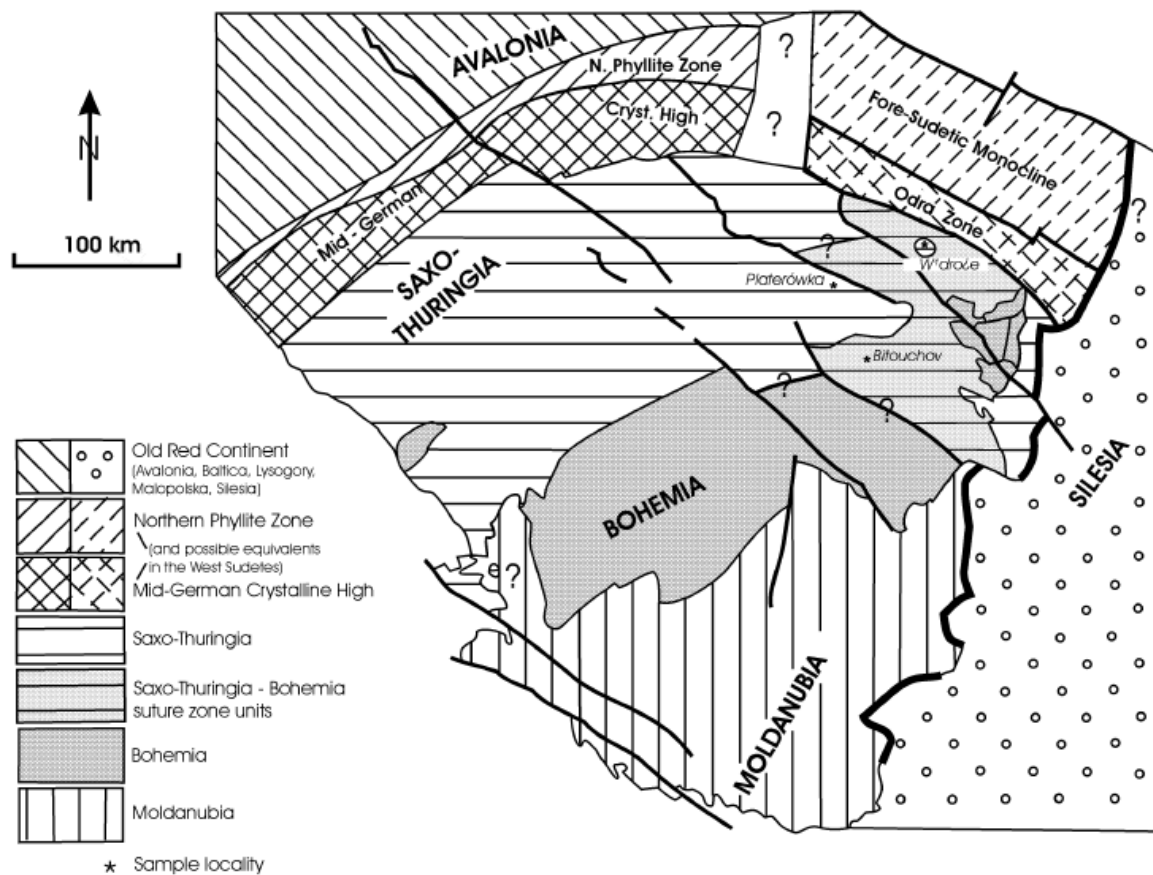 AVALONIA
N. Phyllite Zone
?
?
Cryst. High
Fore-Sudetic Monocline
N
100 km
Mid - German
Odra Zone
?
?
SAXO-
THURINGIA
Platerówka *
*
*Bitouchov
?
?
BOHEMIA
SILESIA
e ?
MOLDANUBIA
Old Red Continent
(Avalonia, Baltica, Lysogory,
Malopolska, Silesia)
Northern Phyllite Zone
(and possible equivalents
in the West Sudetes)
Mid-German Crystalline High
Saxo-Thuringia
Saxo-Thuringia - Bohemia
suture zone units
Bohemia
Moldanubia
* Sample locality